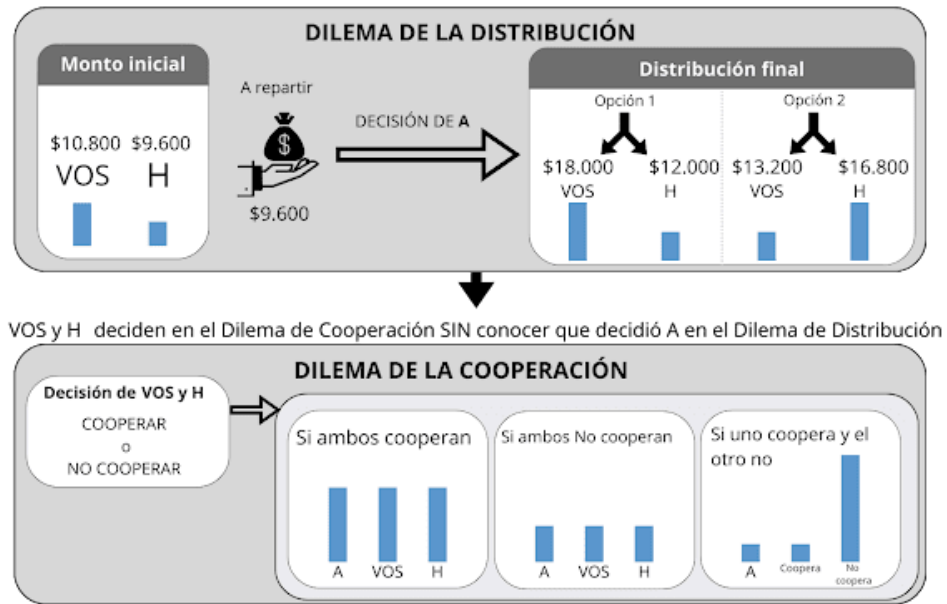 DILEMA DE LA DISTRIBUCIÓN
Monto inicial
$10.800 $9.600
VOS H
A repartir
$
$9.600
DECISIÓN DE A
Distribución final
Opción 1
Opción 2
$18.000 $12.000 $13.200 $16.800
VOS H VOS H
VOS y H deciden en el Dilema de Cooperación SIN conocer que decidió A en el Dilema de Distribución
DILEMA DE LA COOPERACIÓN
Decisión de VOS y H
COOPERAR
o
NO COOPERAR
Si ambos cooperan
A VOS H
Si ambos No cooperan
A VOS H
Si uno coopera y el
otro no
A Coopera No
coopera